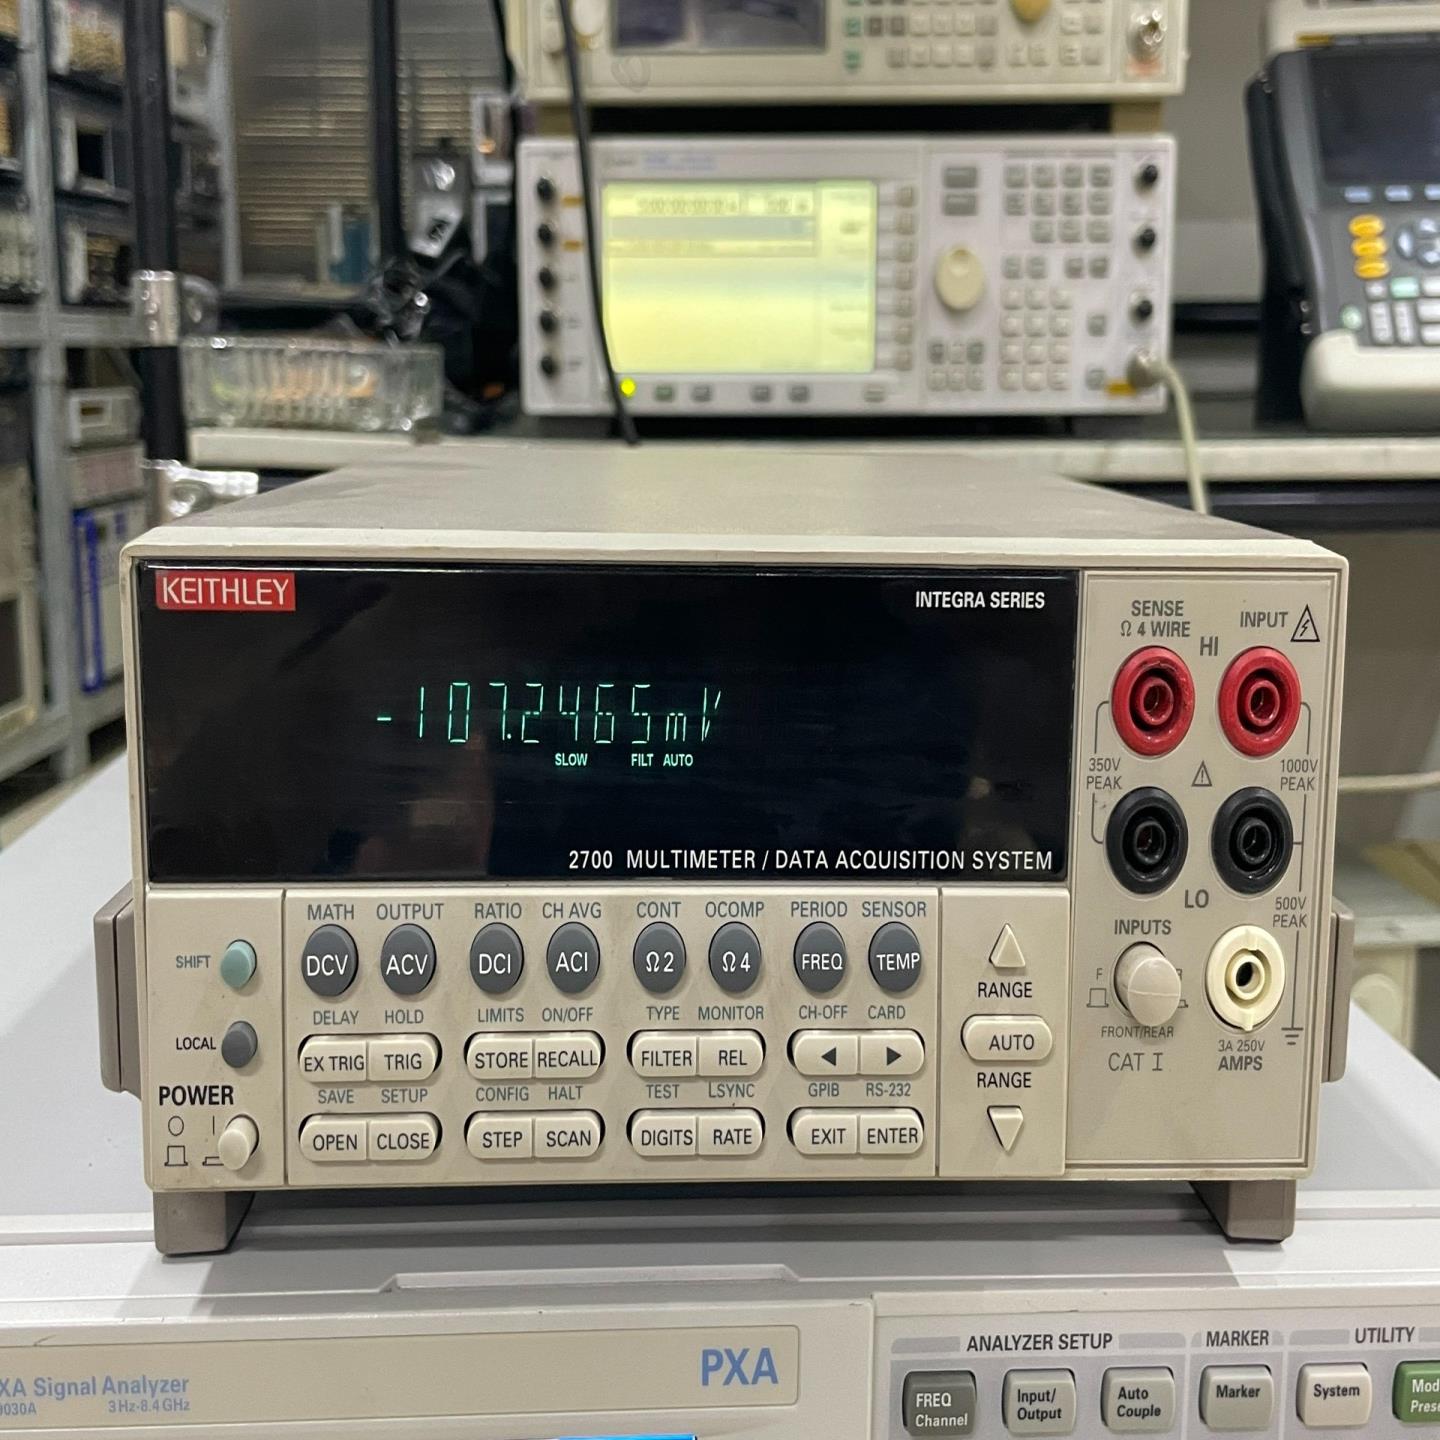 KEITHLEY
INTEGRA SERIES
-107.2465mV
SLOW FILT AUTO
2700 MULTIMETER / DATA ACQUISITION SYSTEM
SENSE
Ω 4 WIRE
INPUT
HI
350V
PEAK
1000V
PEAK
LO
500V
PEAK
INPUTS
F
FRONT/REAR
CAT I
3A 250V
AMPS
MATH OUTPUT RATIO CH AVG CONT OCOMP PERIOD SENSOR
SHIFT DCV ACV DCI ACI Ω2 Ω4 FREQ TEMP
RANGE
DELAY HOLD LIMITS ON/OFF TYPE MONITOR CH-OFF CARD
LOCAL EX TRIG TRIG STORE RECALL FILTER REL ◀ ▶ AUTO
POWER SAVE SETUP CONFIG HALT TEST LSYNC GPIB RS-232
RANGE
O I
OPEN CLOSE STEP SCAN DIGITS RATE EXIT ENTER
PXA
XA Signal Analyzer
9030A 3 Hz-8.4 GHz
ANALYZER SETUP MARKER UTILITY
FREQ
Channel
Input/
Output
Auto
Couple
Marker
System
Mod
Prese